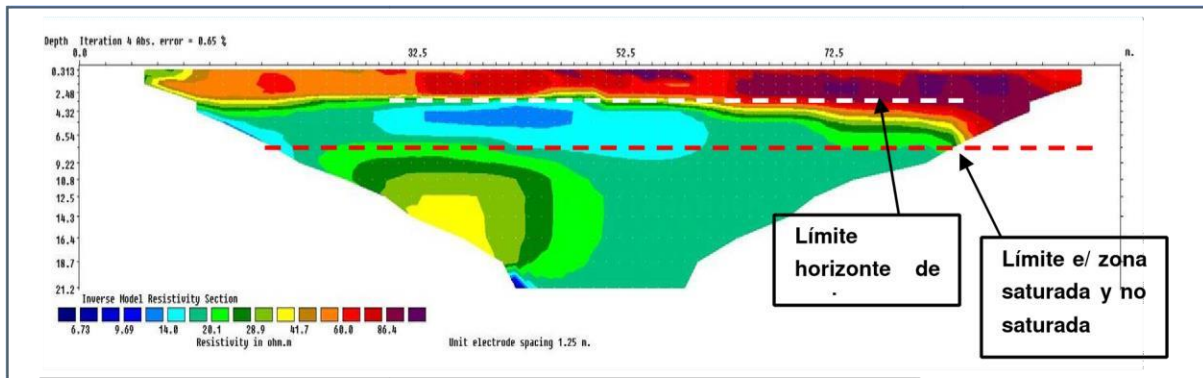 Depth Iteration 4 Abs. error = 0.65 %
0.0 32.5 52.5 72.5 m.
0.313
2.48
4.32
6.54
9.22
10.8
12.5
14.3
16.4
18.7
21.2
Límite
horizonte de
.
Límite e/ zona
saturada y no
saturada
Inverse Model Resistivity Section
6.73 9.69 14.0 20.1 28.9 41.7 60.0 86.4
Resistivity in ohm.m
Unit electrode spacing 1.25 m.